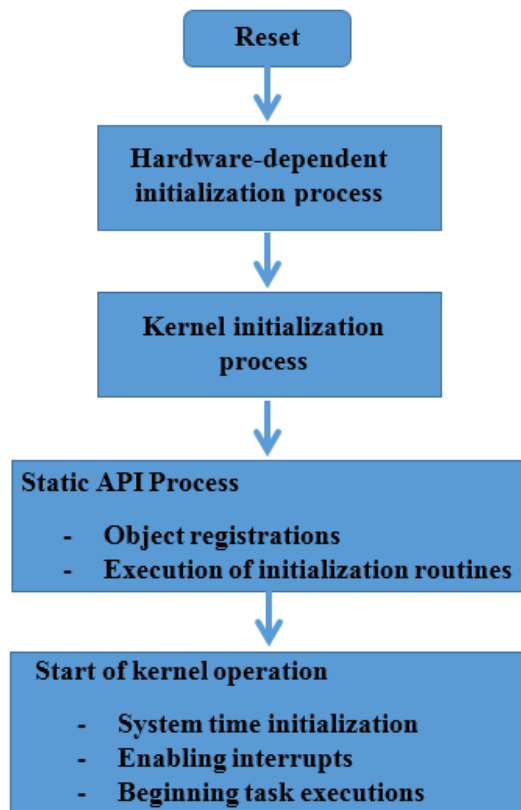 Reset
Hardware-dependent
initialization process
Kernel initialization
process
Static API Process
- Object registrations
- Execution of initialization routines
Start of kernel operation
- System time initialization
- Enabling interrupts
- Beginning task executions